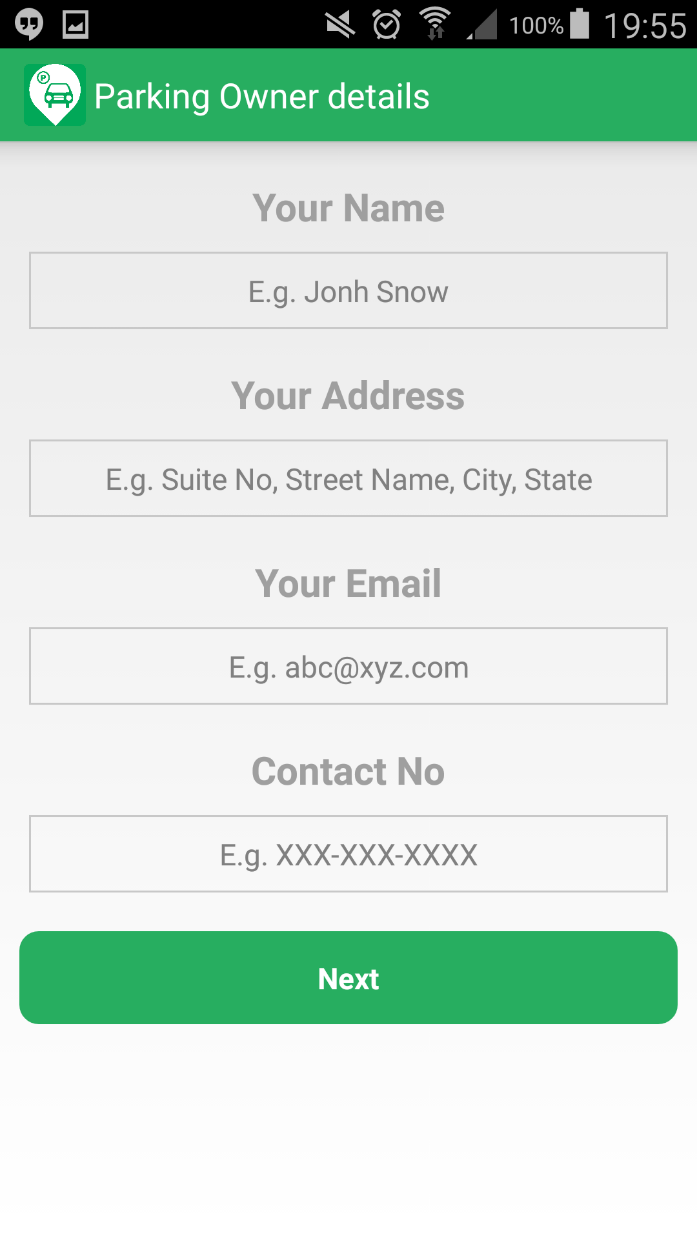 100% 19:55
P Parking Owner details
Your Name
E.g. Jonh Snow
Your Address
E.g. Suite No, Street Name, City, State
Your Email
E.g. abc@xyz.com
Contact No
E.g. XXX-XXX-XXXX
Next